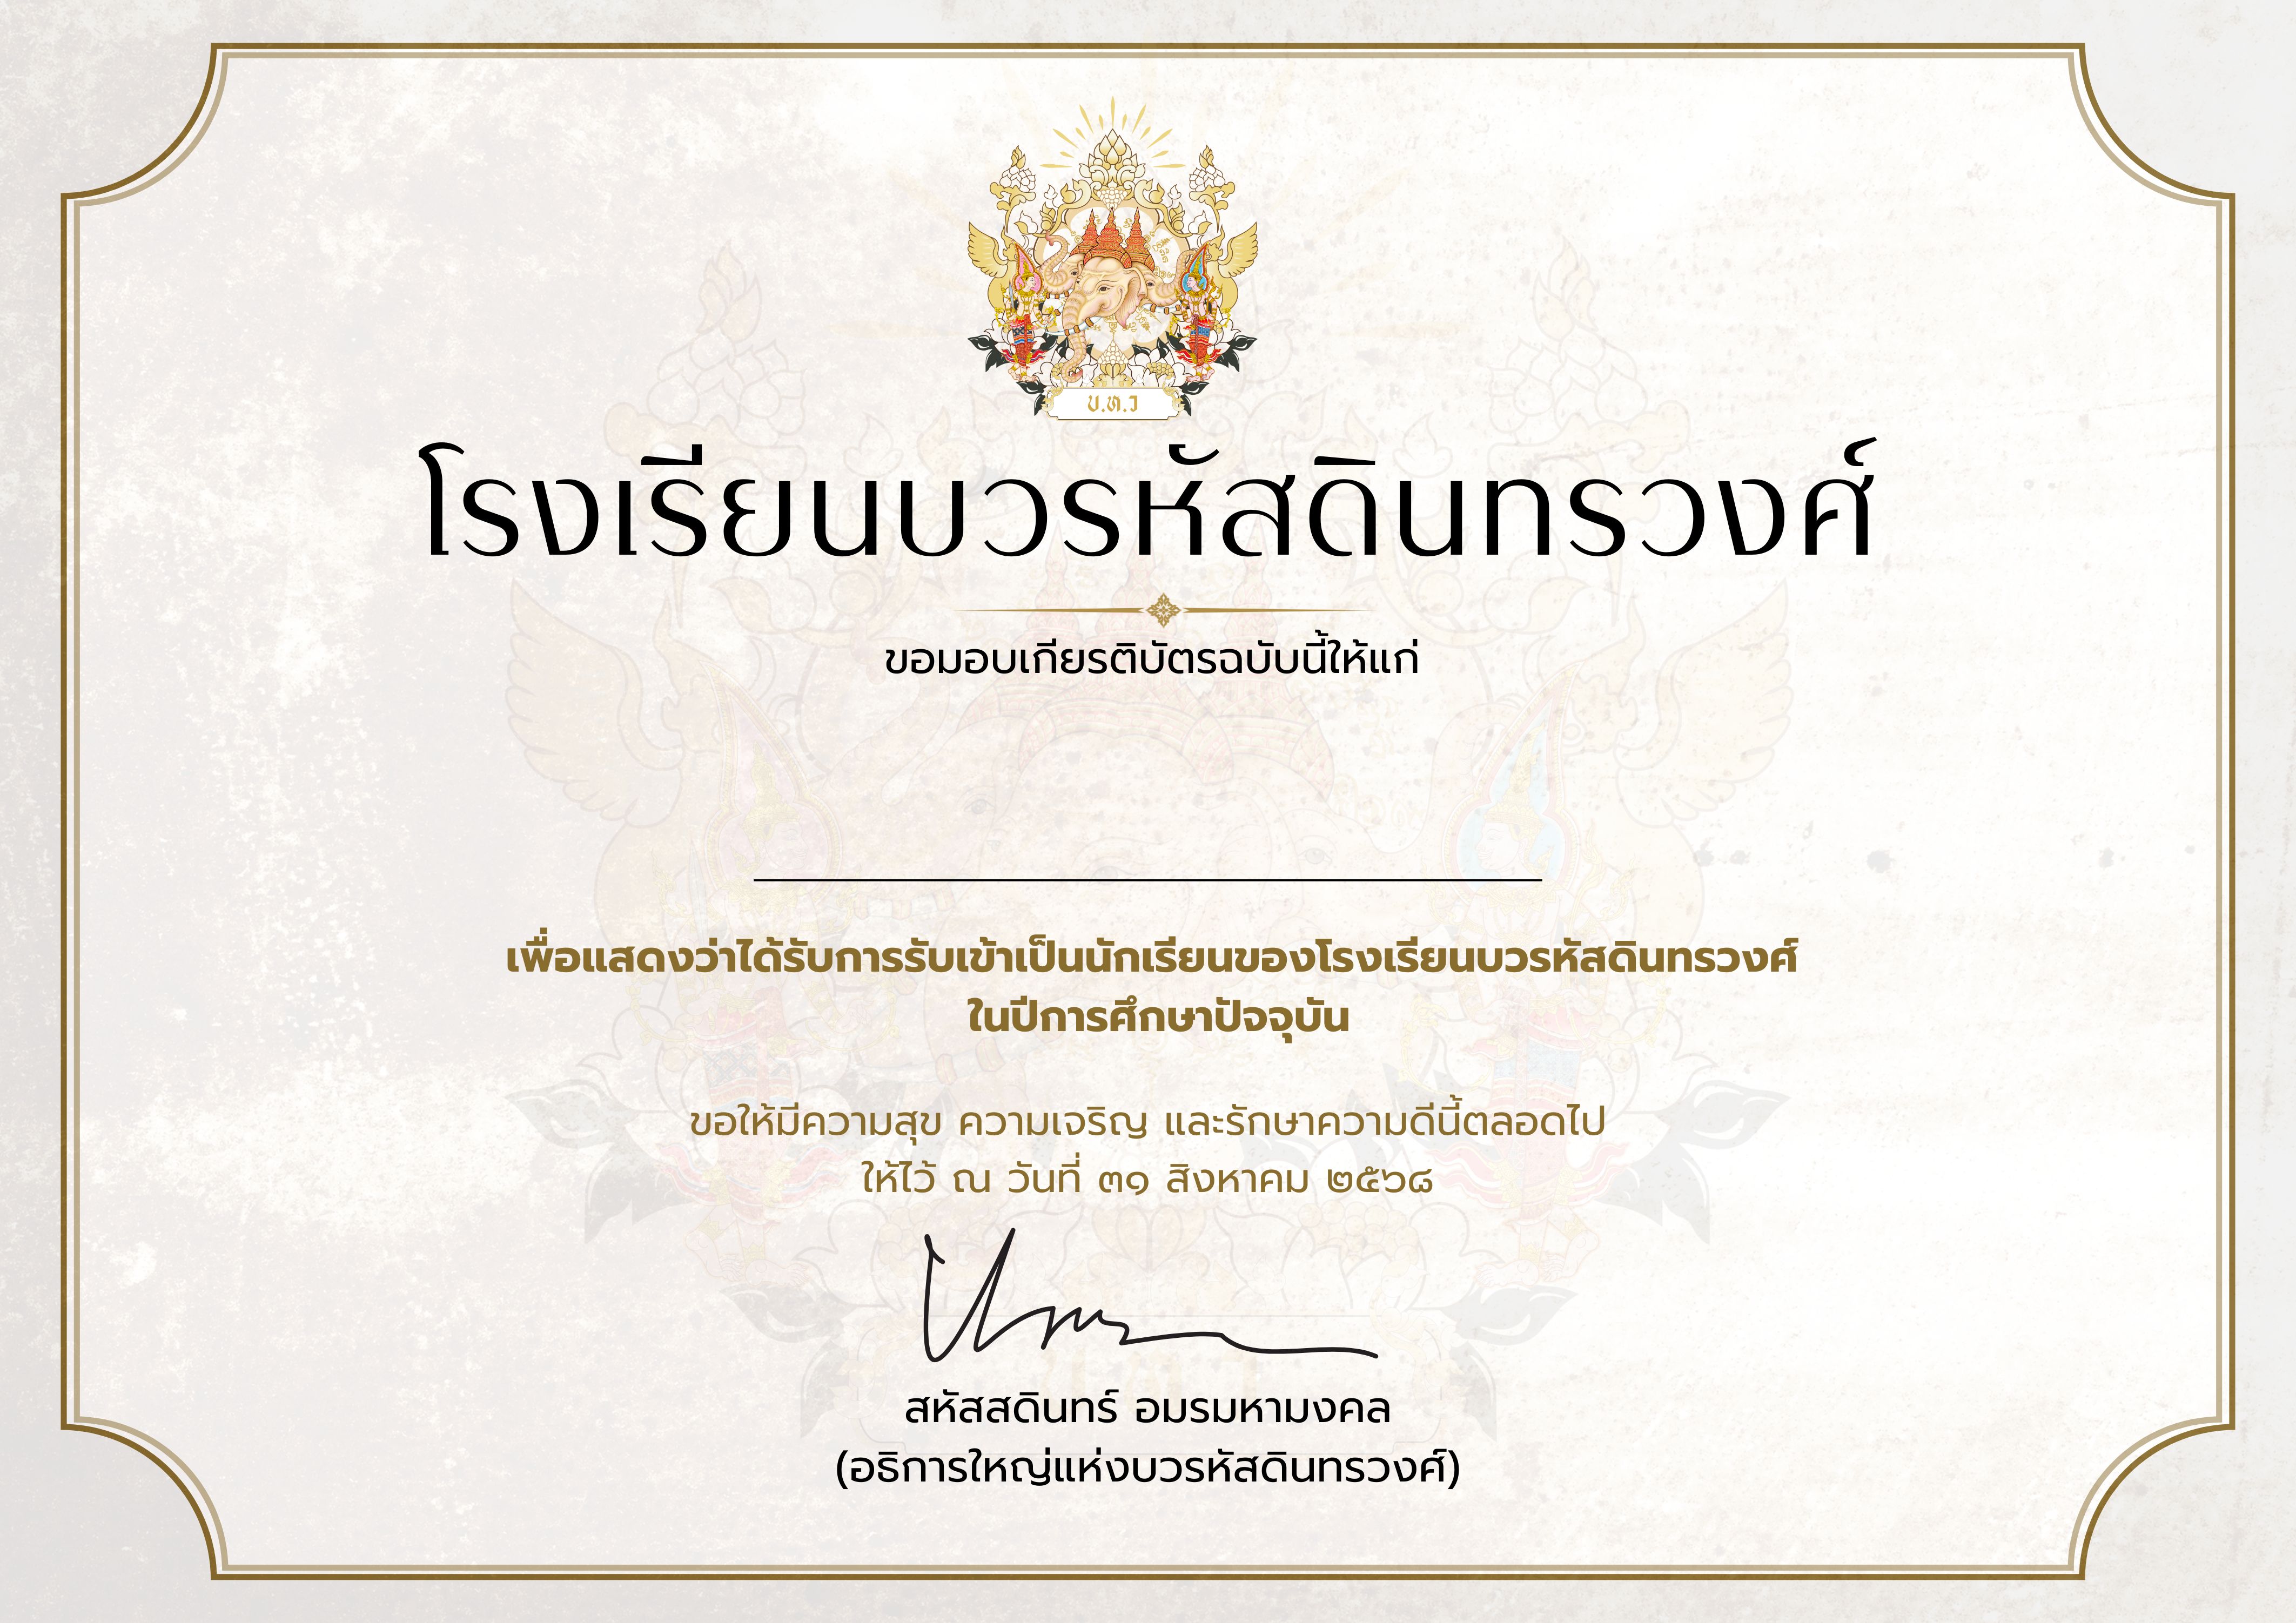 บ.ห.ว
โรงเรียนบวรหัสดินทรวงศ์
ขอมอบเกียรติบัตรฉบับนี้ให้แก่
เพื่อแสดงว่าได้รับการรับเข้าเป็นนักเรียนของโรงเรียนบวรหัสดินทรวงศ์
ในปีการศึกษาปัจจุบัน
ขอให้มีความสุข ความเจริญ และรักษาความดีนี้ตลอดไป
ให้ไว้ ณ วันที่ ๓๑ สิงหาคม ๒๕๖๘
สหัสสดินทร์ อมรมหามงคล
(อธิการใหญ่แห่งบวรหัสดินทรวงศ์)